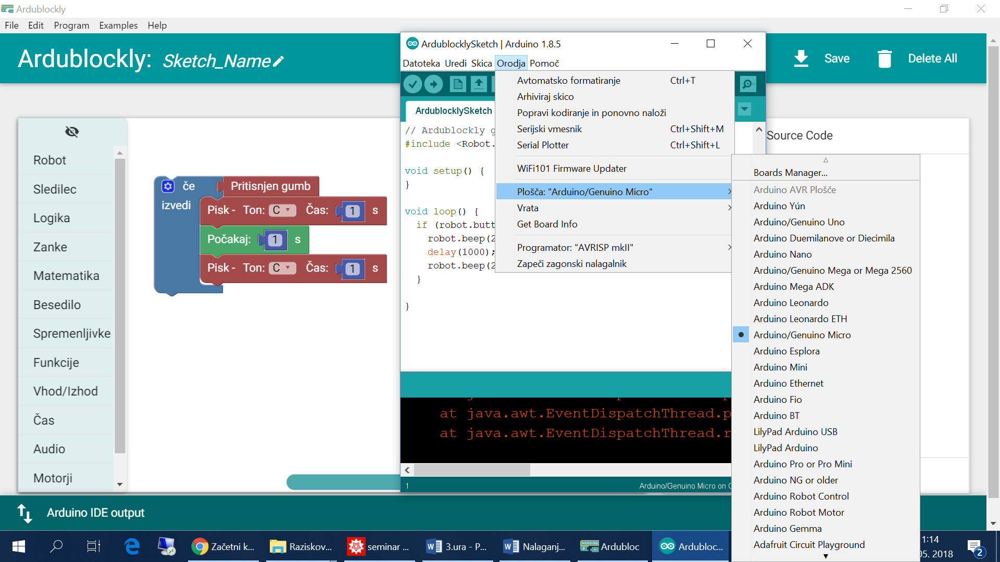 Ardublockly
File Edit Program Examples Help
Ardublockly: Sketch_Name
Save
Delete All
Robot
Sledilec
Logika
Zanke
Matematika
Besedilo
Spremenljivke
Funkcije
Vhod/Izhod
Čas
Audio
Motorji
če Pritisnjen gumb
izvedi Pisk - Ton: C Čas: 1 s
Počakaj: 1 s
Pisk - Ton: C Čas: 1 s
ArdublocklySketch | Arduino 1.8.5
Datoteka Uredi Skica Orodja Pomoč
ArdublocklySketch
// Ardublockly g
#include <Robot.
void setup() {
}
void loop() {
if (robot.butt
robot.beep(2
delay(1000);
robot.beep(2
}
}
Avtomatsko formatiranje Ctrl+T
Arhiviraj skico
Popravi kodiranje in ponovno naloži
Serijski vmesnik Ctrl+Shift+M
Serial Plotter Ctrl+Shift+L
WiFi101 Firmware Updater
Plošča: "Arduino/Genuino Micro"
Vrata
Get Board Info
Programator: "AVRISP mkII"
Zapeči zagonski nalagalnik
Source Code
Boards Manager...
Arduino AVR Plošče
Arduino Yún
Arduino/Genuino Uno
Arduino Duemilanove or Diecimila
Arduino Nano
Arduino/Genuino Mega or Mega 2560
Arduino Mega ADK
Arduino Leonardo
Arduino Leonardo ETH
Arduino/Genuino Micro
Arduino Esplora
Arduino Mini
Arduino Ethernet
Arduino Fio
Arduino BT
LilyPad Arduino USB
LilyPad Arduino
Arduino Pro or Pro Mini
Arduino NG or older
Arduino Robot Control
Arduino Robot Motor
Arduino Gemma
Adafruit Circuit Playground
at java.awt.EventDispatchThread.p
at java.awt.EventDispatchThread.r
1 Arduino/Genuino Micro on
Arduino IDE output
Začetni k...
Raziskov...
seminar ...
3.ura - P...
Nalaganj...
Ardubloc
Ardubloc...
1:14
05. 2018
2